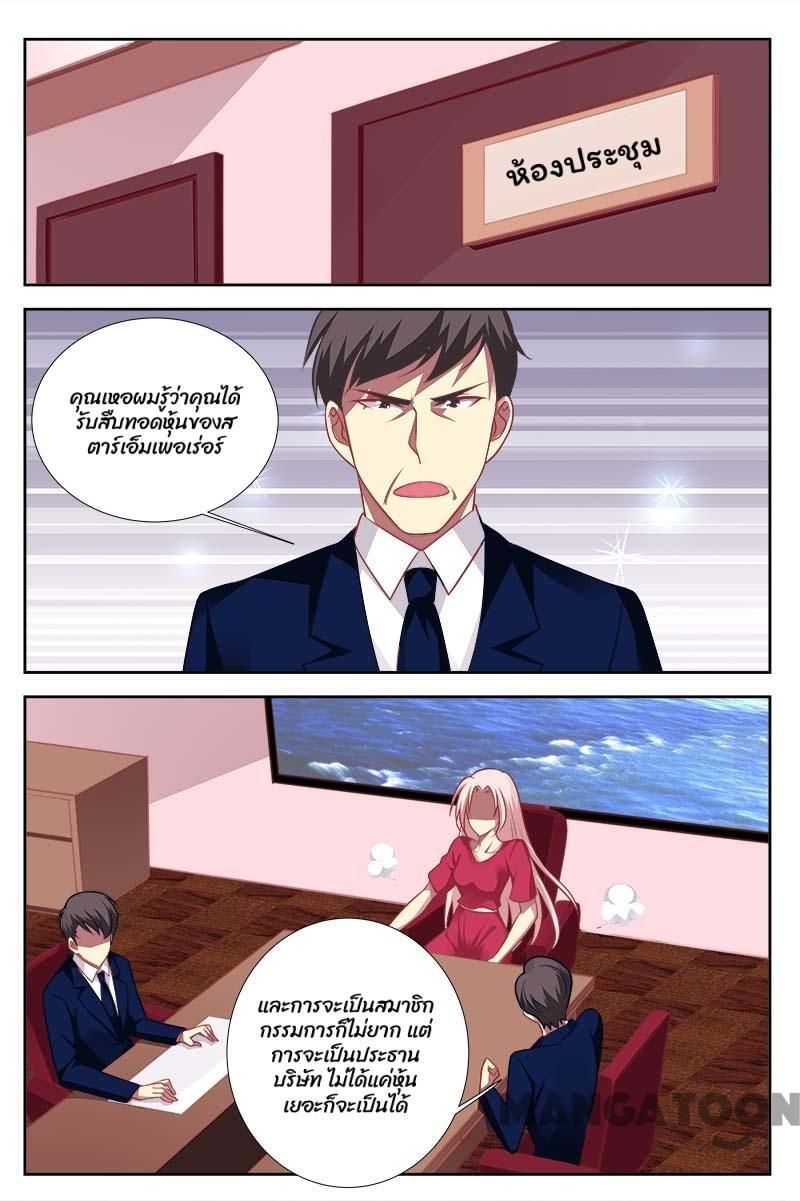 ห้องประชุม
คุณเหอผมรู้ว่าคุณได้
รับสืบทอดหุ้นของส
ตาร์เอ็มเพอเร่อร์
และการจะเป็นสมาชิก
กรรมการก็ไม่ยาก แต่
การจะเป็นประธาน
บริษัท ไม่ได้แค่หุ้น
เยอะก็จะเป็นได้
MANGATOON